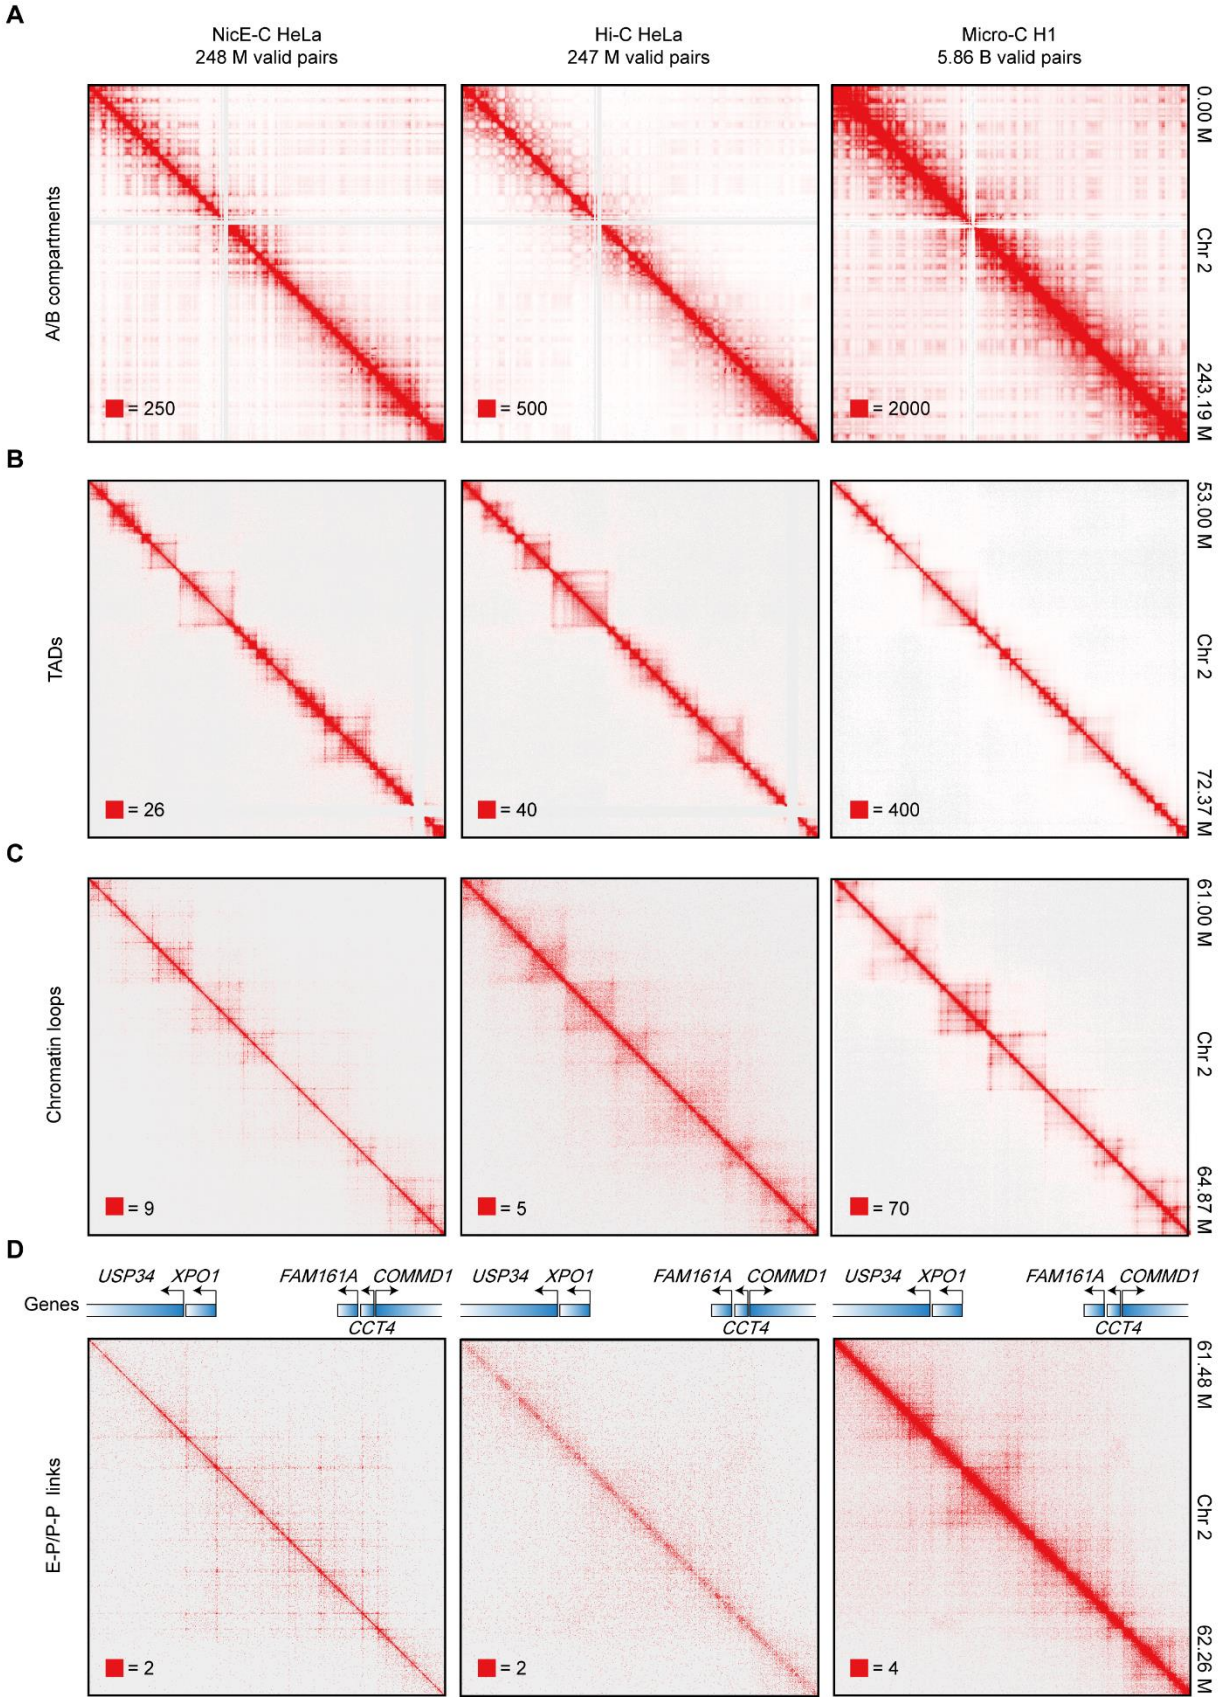 A
NicE-C HeLa
248 M valid pairs
Hi-C HeLa
247 M valid pairs
Micro-C H1
5.86 B valid pairs
A/B compartments
= 250
= 500
= 2000
0.00 M
Chr 2
243.19 M
B
TADs
= 26
= 40
= 400
53.00 M
Chr 2
72.37 M
C
Chromatin loops
= 9
= 5
= 70
61.00 M
Chr 2
64.87 M
D
Genes
USP34 XPO1 FAM161A COMMD1
CCT4
USP34 XPO1 FAM161A COMMD1
CCT4
USP34 XPO1 FAM161A COMMD1
CCT4
E-P/P-P links
= 2
= 2
= 4
61.48 M
Chr 2
62.26 M